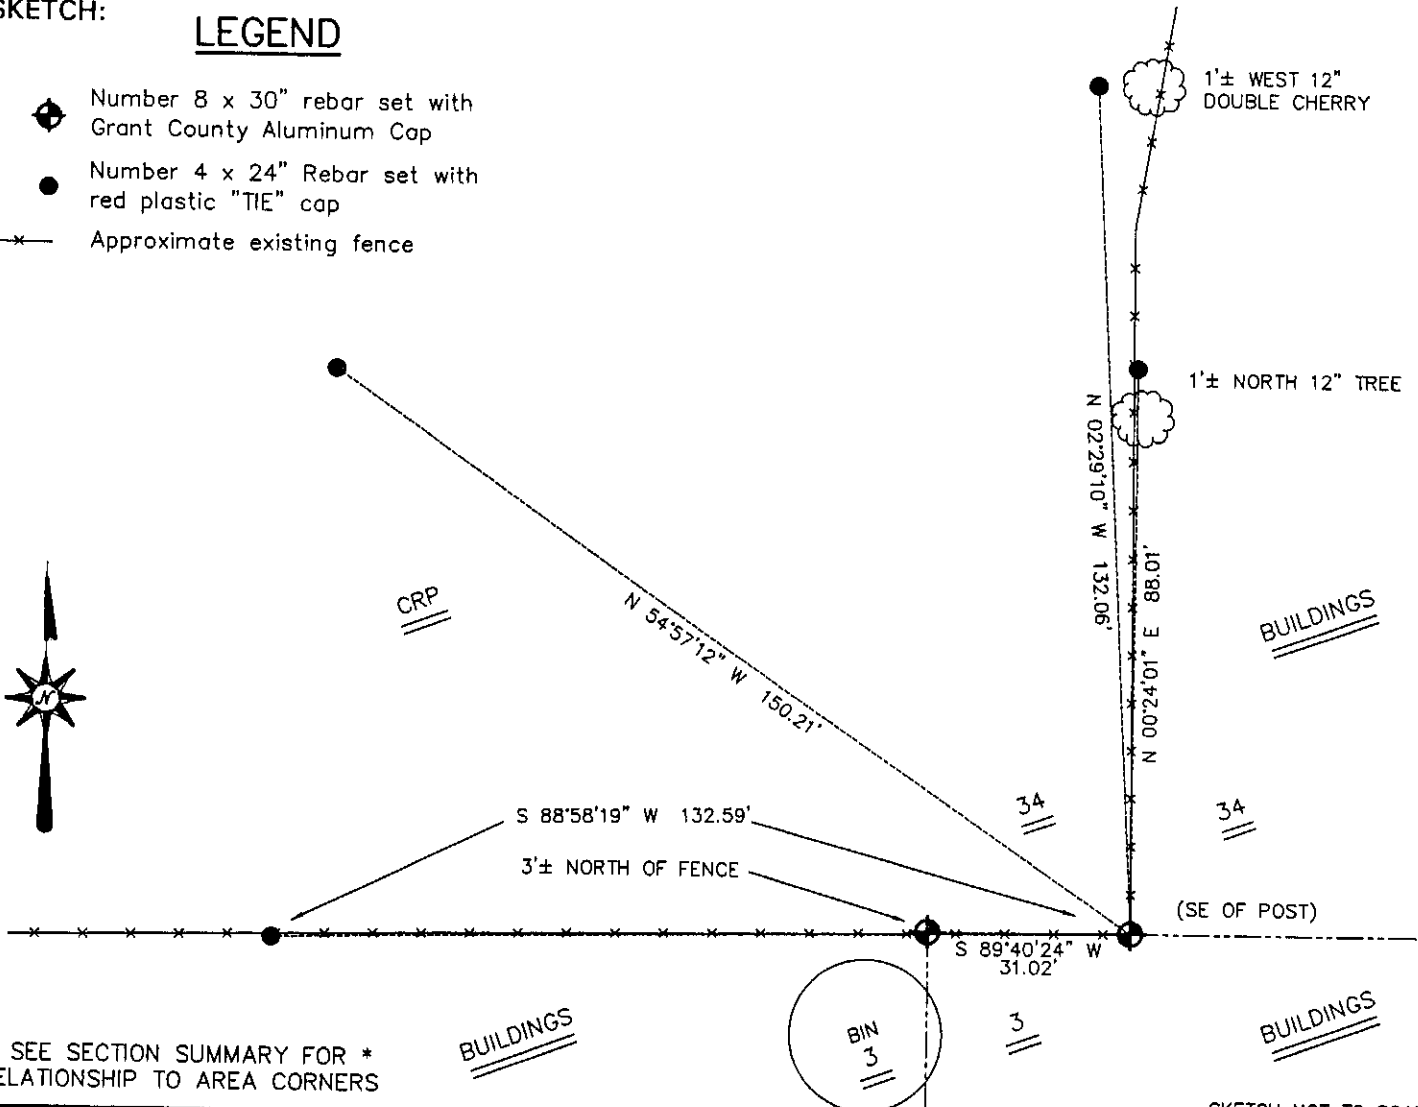 SKETCH:
LEGEND
Number 8 x 30" rebar set with
Grant County Aluminum Cap
Number 4 x 24" Rebar set with
red plastic "TIE" cap
Approximate existing fence
1'± WEST 12"
DOUBLE CHERRY
1'± NORTH 12" TREE
N 02°29'10" W 132.06'
N 00°24'01" E 88.01'
N 54°57'12" W 150.21'
CRP
BUILDINGS
N
34
34
S 88°58'19" W 132.59'
3'± NORTH OF FENCE
(SE OF POST)
S 89°40'24" W
31.02'
BUILDINGS
BIN
3
3
BUILDINGS
SEE SECTION SUMMARY FOR *
ELATIONSHIP TO AREA CORNERS
SKETCH NOT TO